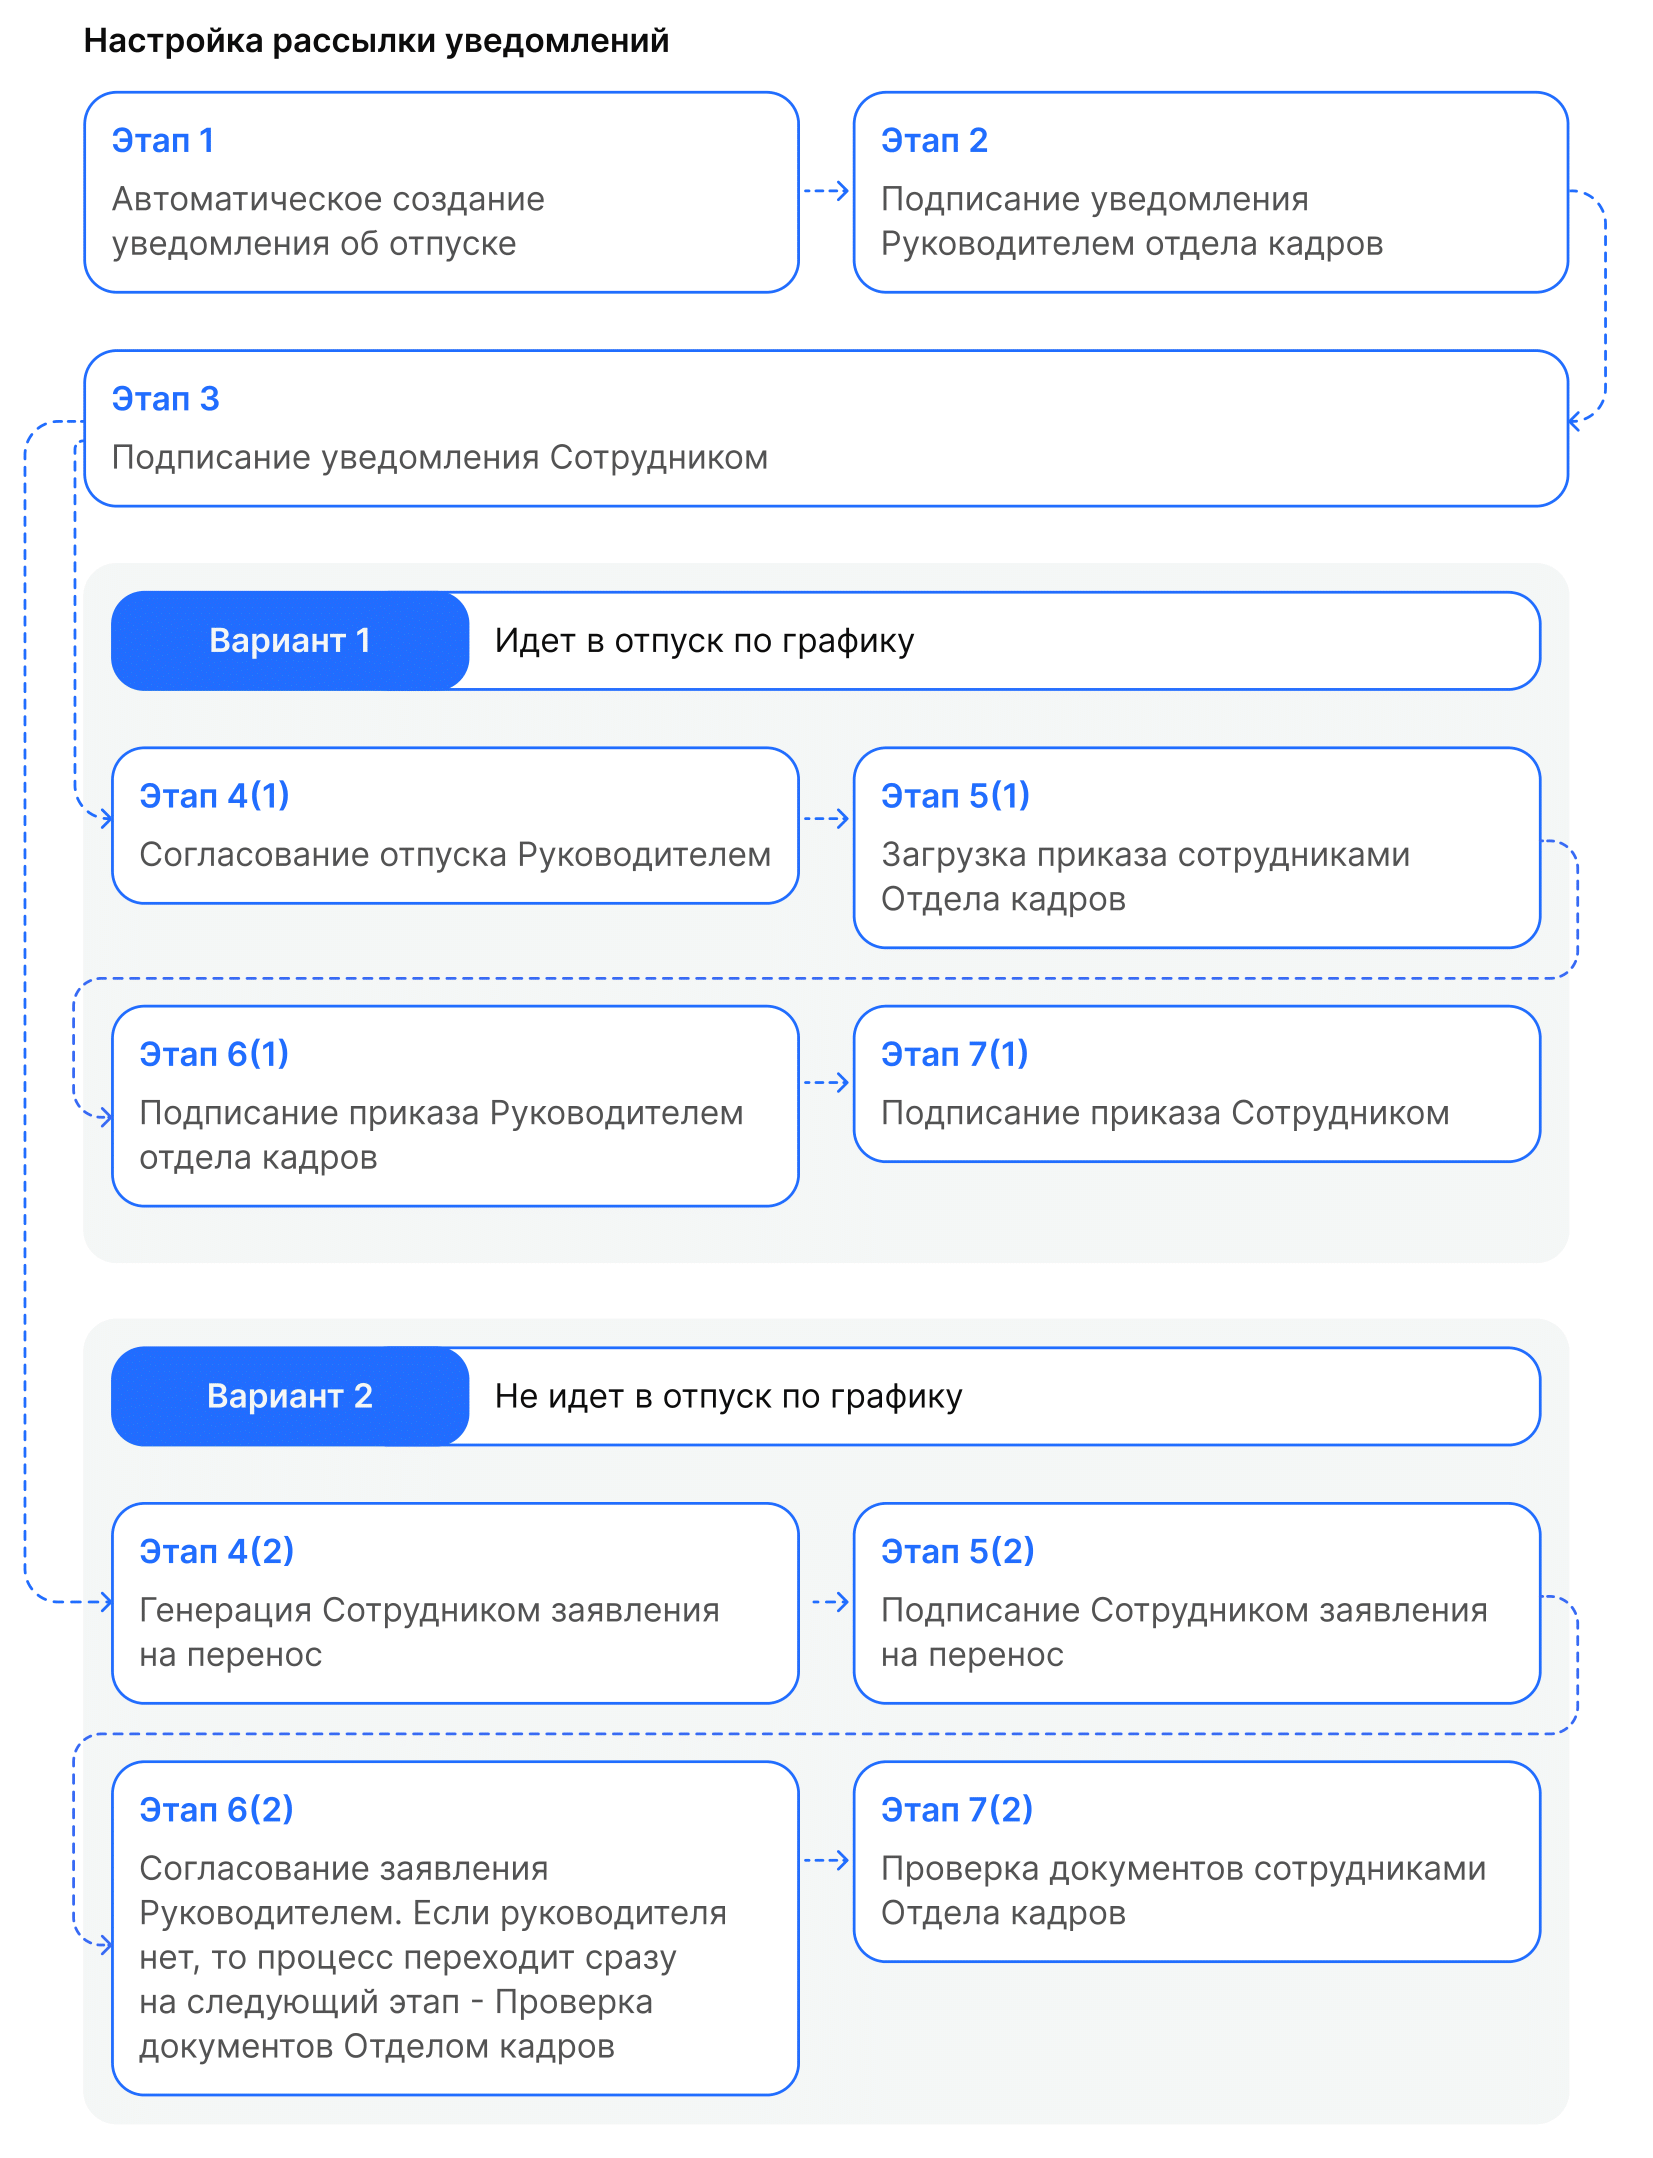 Настройка рассылки уведомлений
Этап 1
Автоматическое создание
уведомления об отпуске
Этап 2
Подписание уведомления
Руководителем отдела кадров
Этап 3
Подписание уведомления Сотрудником
Вариант 1
Идет в отпуск по графику
Этап 4(1)
Согласование отпуска Руководителем
Этап 5(1)
Загрузка приказа сотрудниками
Отдела кадров
Этап 6(1)
Подписание приказа Руководителем
отдела кадров
Этап 7(1)
Подписание приказа Сотрудником
Вариант 2
Не идет в отпуск по графику
Этап 4(2)
Генерация Сотрудником заявления
на перенос
Этап 5(2)
Подписание Сотрудником заявления
на перенос
Этап 6(2)
Согласование заявления
Руководителем. Если руководителя
нет, то процесс переходит сразу
на следующий этап - Проверка
документов Отделом кадров
Этап 7(2)
Проверка документов сотрудниками
Отдела кадров